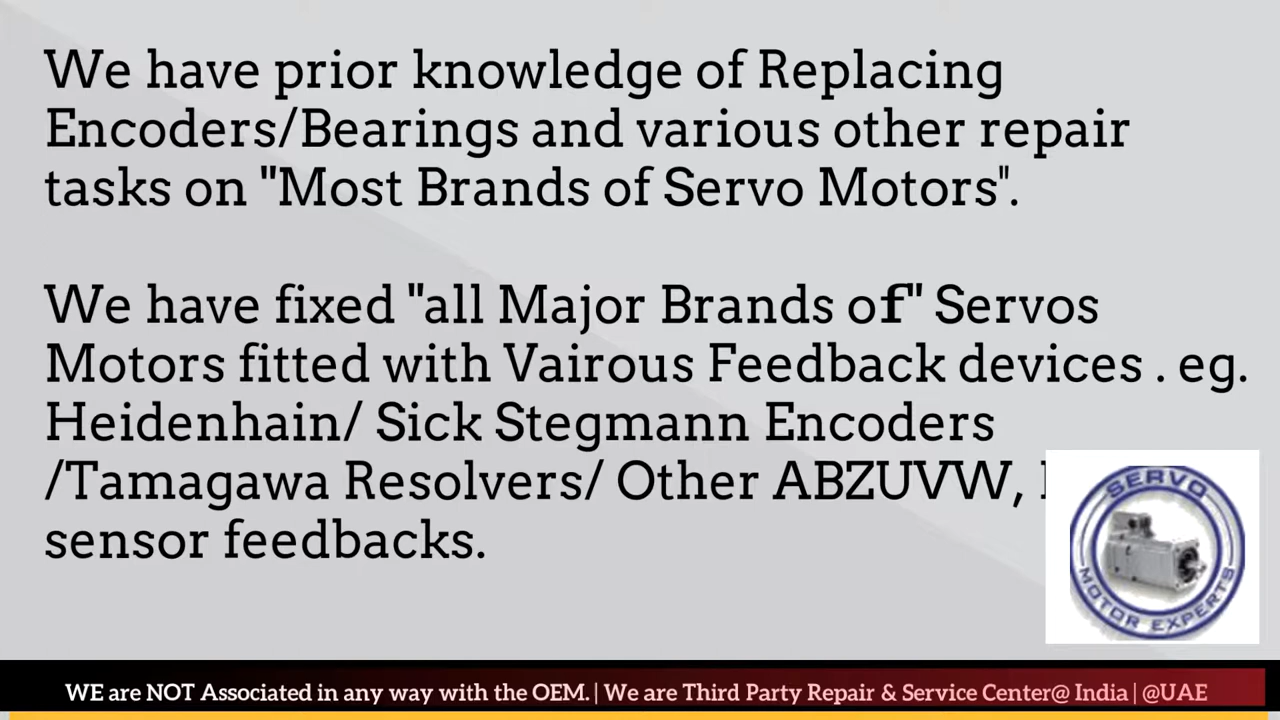 We have prior knowledge of Replacing
Encoders/Bearings and various other repair
tasks on "Most Brands of Servo Motors".
We have fixed "all Major Brands of" Servos
Motors fitted with Vairous Feedback devices . eg.
Heidenhain/ Sick Stegmann Encoders
/Tamagawa Resolvers/ Other ABZUVW,
sensor feedbacks.
SERVO
MOTOR EXPERTS
WE are NOT Associated in any way with the OEM. | We are Third Party Repair & Service Center@ India | @UAE